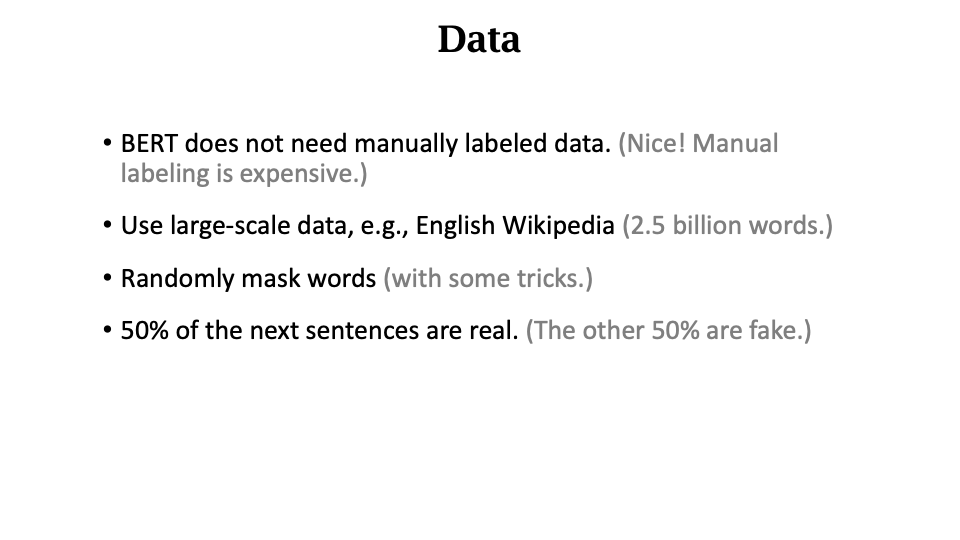 Data
• BERT does not need manually labeled data. (Nice! Manual
labeling is expensive.)
• Use large-scale data, e.g., English Wikipedia (2.5 billion words.)
• Randomly mask words (with some tricks.)
• 50% of the next sentences are real. (The other 50% are fake.)